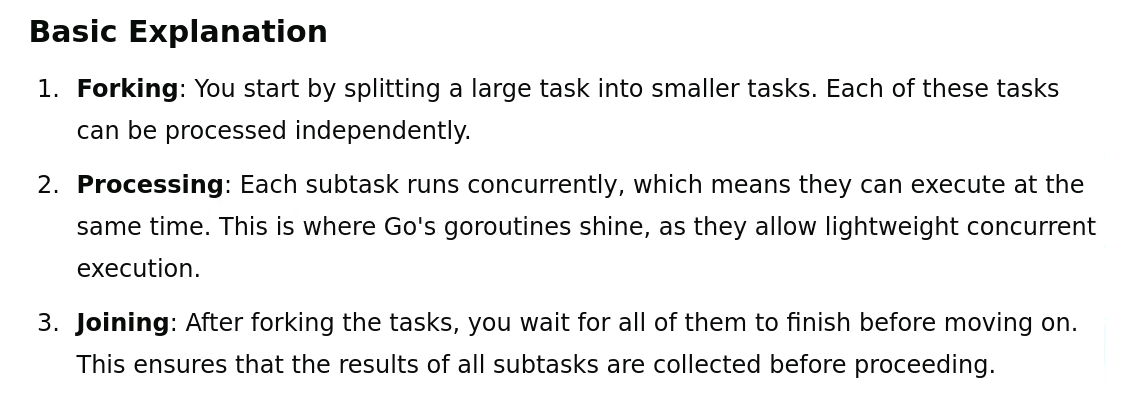 Basic Explanation
1. Forking: You start by splitting a large task into smaller tasks. Each of these tasks
can be processed independently.
2. Processing: Each subtask runs concurrently, which means they can execute at the
same time. This is where Go's goroutines shine, as they allow lightweight concurrent
execution.
3. Joining: After forking the tasks, you wait for all of them to finish before moving on.
This ensures that the results of all subtasks are collected before proceeding.